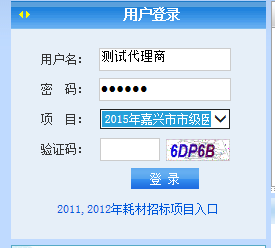 用户登录
用户名： 测试代理商
密 码： ●●●●●●
项 目： 2015年嘉兴市市级医
验证码： 6DP6B
登 录
2011, 2012年耗材招标项目入口